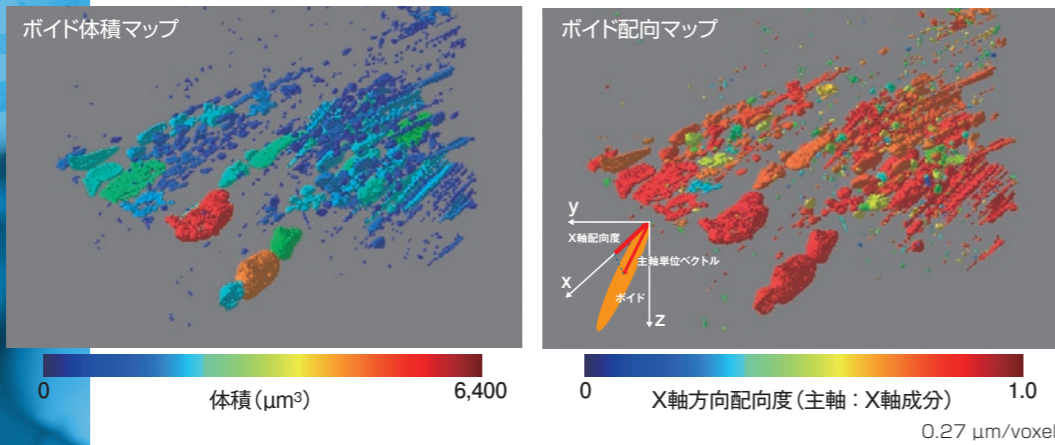 ボイド体積マップ
0
6,400
体積(μm³)
ボイド配向マップ
y
X軸配向度
主軸単位ベクトル
X
ボイド
Z
0
1.0
X軸方向配向度(主軸:X軸成分)
0.27 μm/voxel